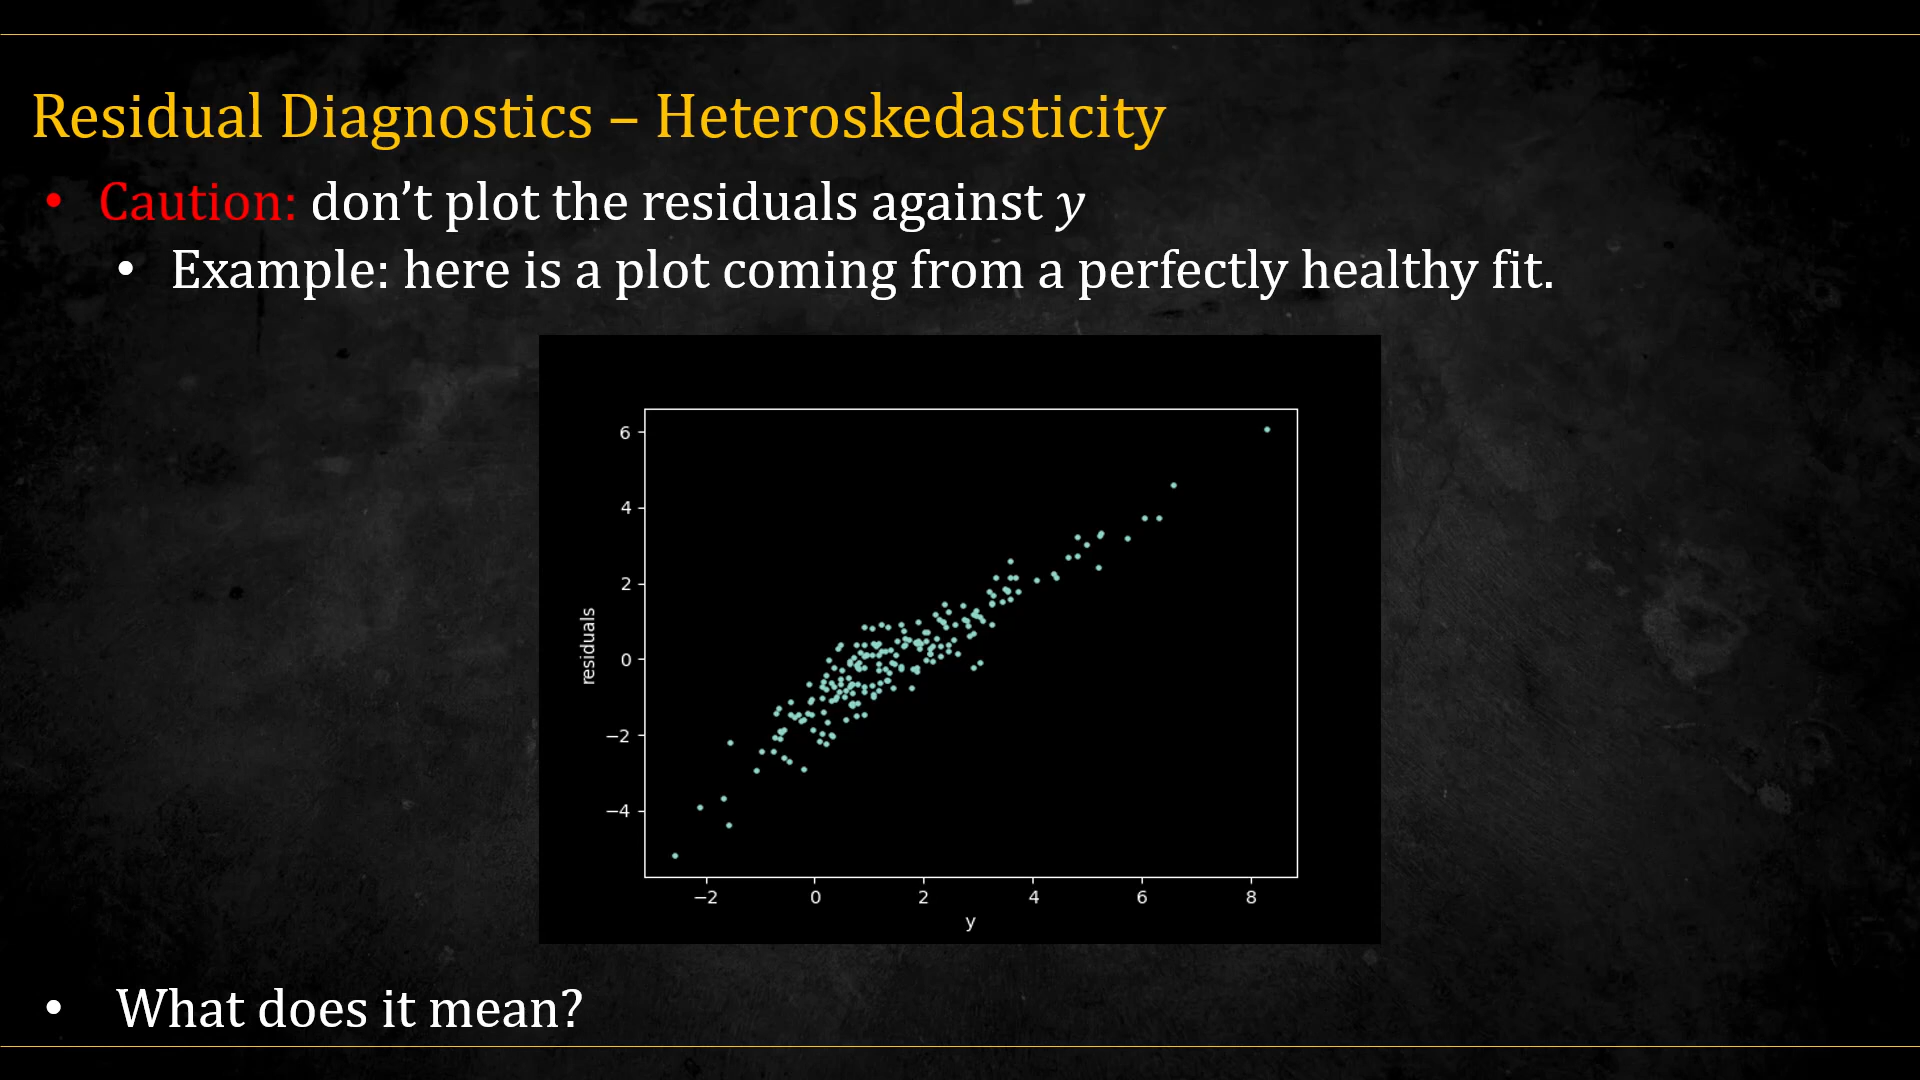 Residual Diagnostics – Heteroskedasticity
• Caution: don’t plot the residuals against y
• Example: here is a plot coming from a perfectly healthy fit.
6
4
2
0
−2
−4
residuals
−2 0 2 4 6 8
y
• What does it mean?